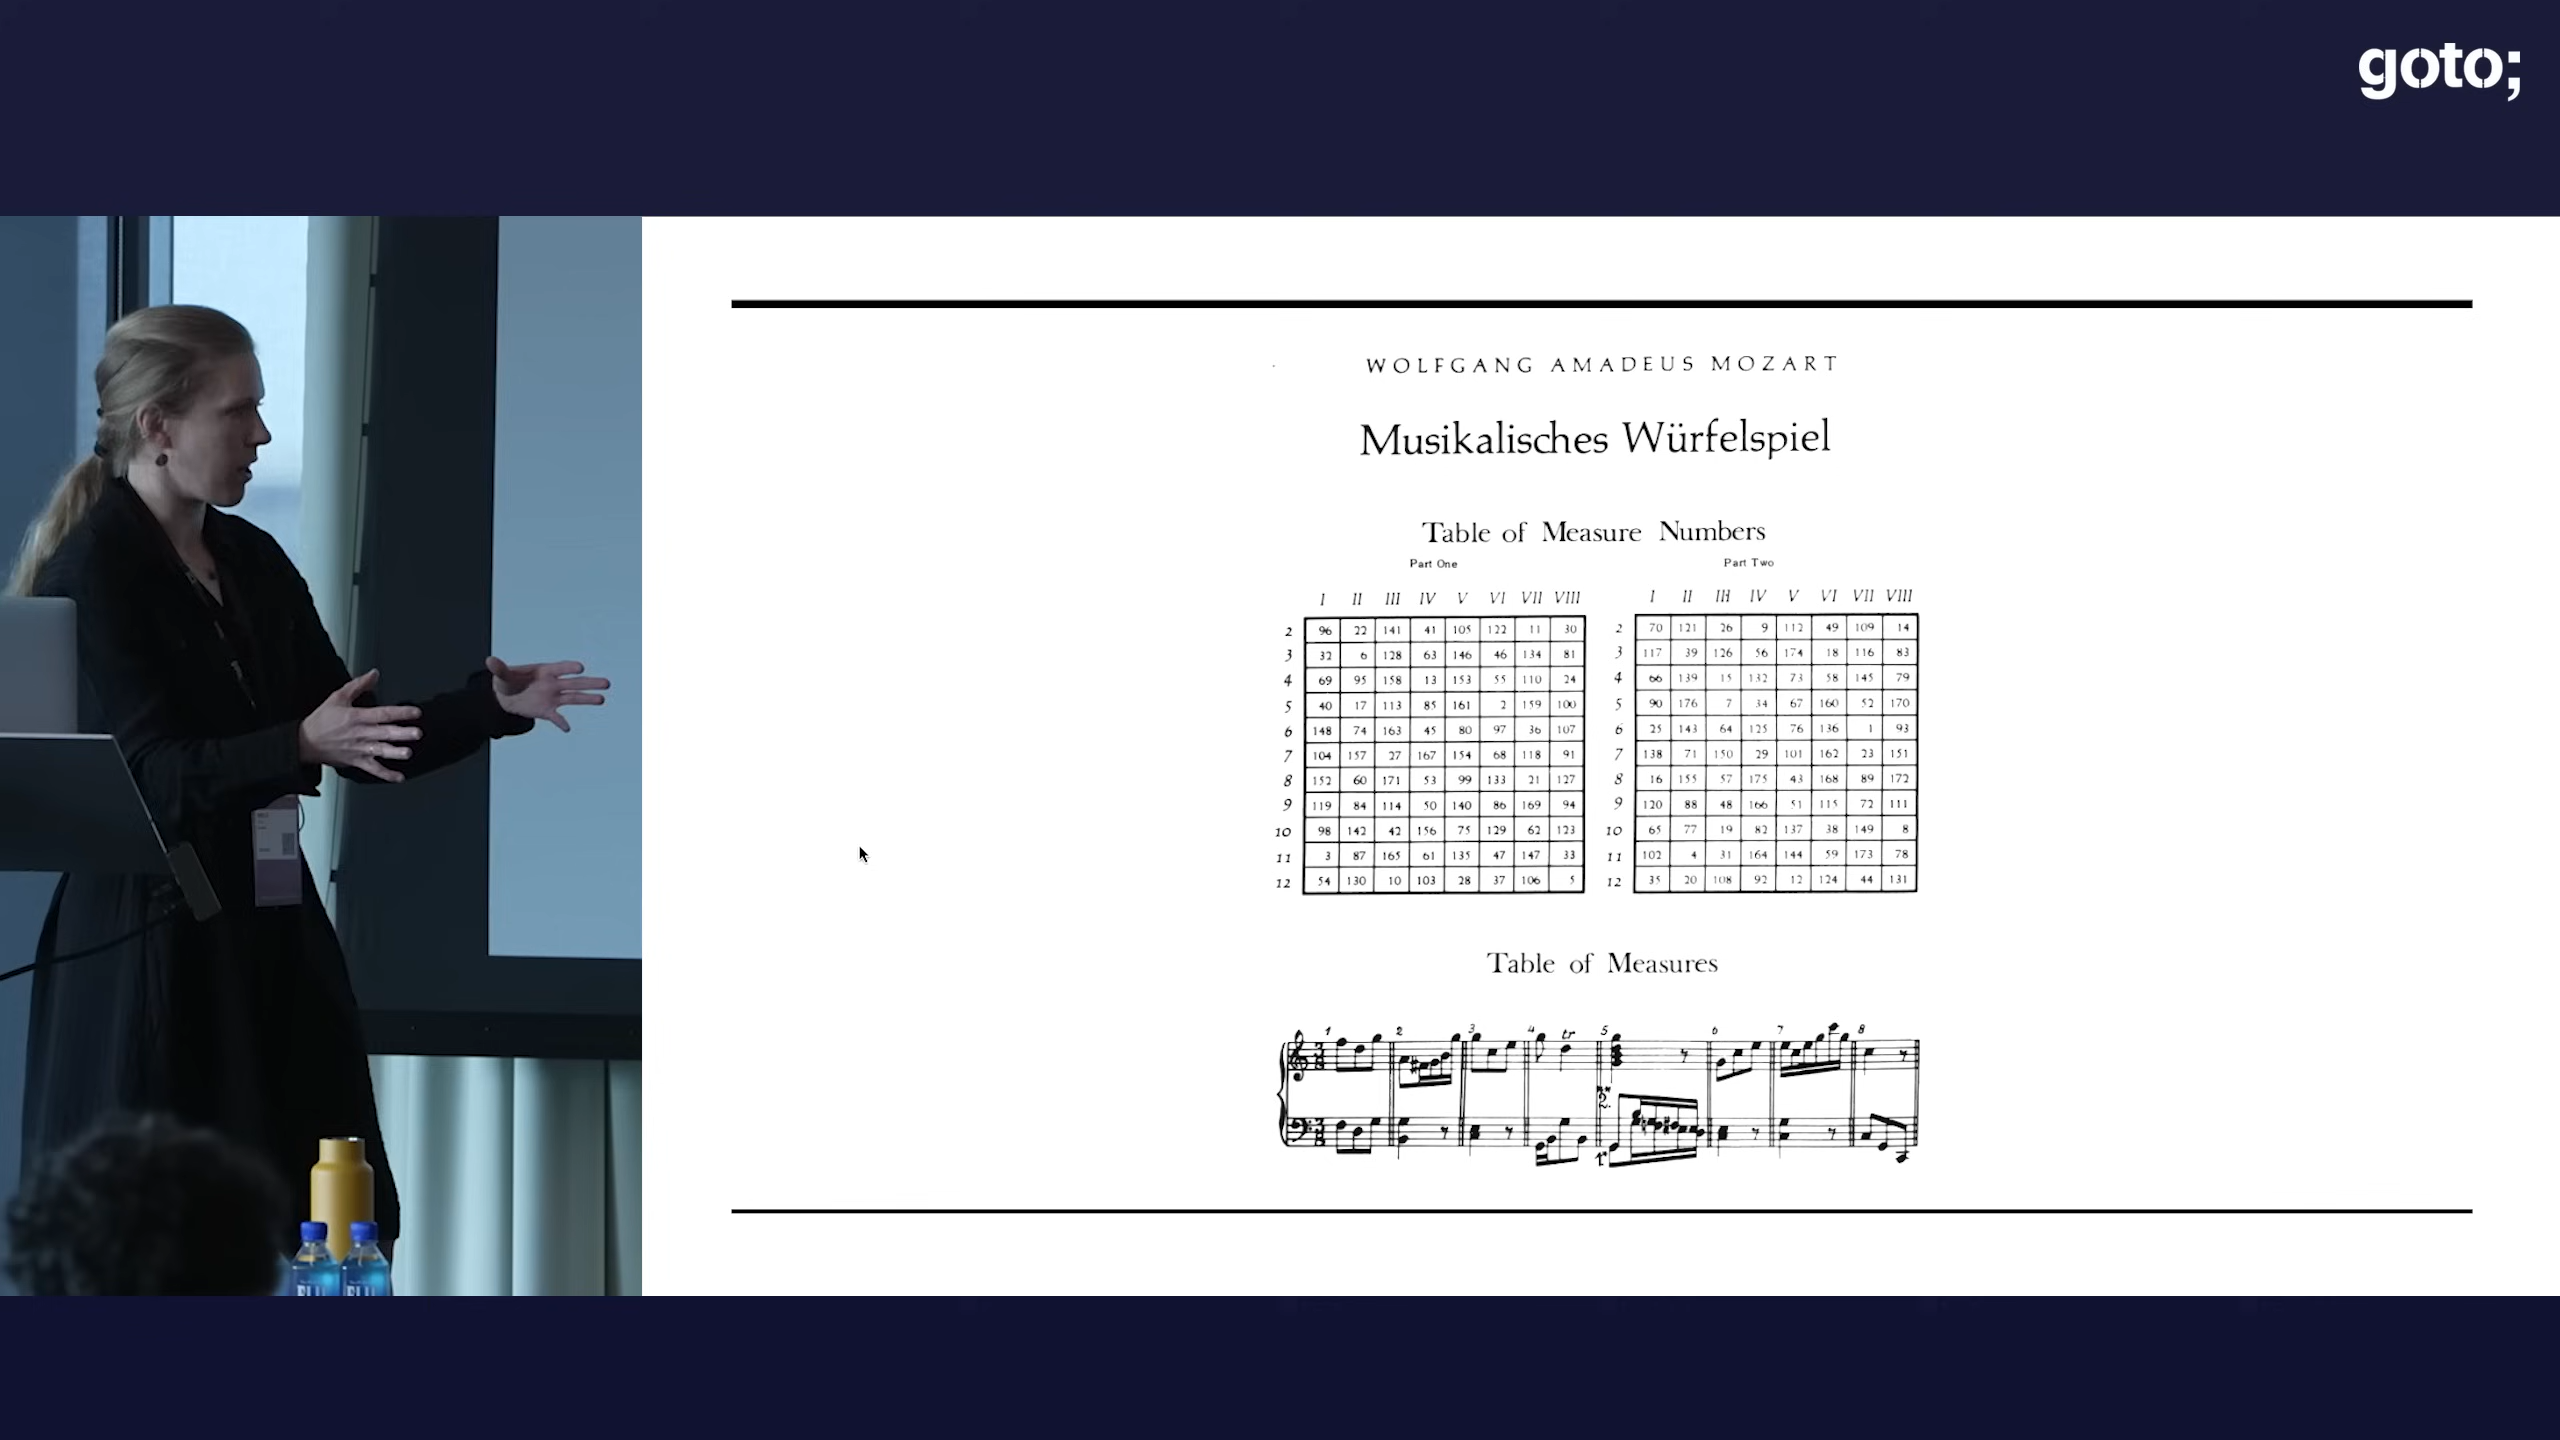 goto;
WOLFGANG AMADEUS MOZART
Musikalisches Würfelspiel
Table of Measure Numbers
Part One
Part Two
I II III IV V VI VII VIII
2 96 22 141 41 105 122 11 30
3 32 6 128 63 146 46 134 81
4 69 95 158 13 153 55 110 24
5 40 17 113 85 161 2 159 100
6 148 74 163 45 80 97 36 107
7 104 157 27 167 154 68 118 91
8 152 60 171 53 99 133 21 127
9 119 84 114 50 140 86 169 94
10 98 142 42 156 75 129 62 123
11 3 87 165 61 135 47 147 33
12 54 130 10 103 28 37 106 5
I II III IV V VI VII VIII
2 70 121 26 9 112 49 109 14
3 117 39 126 56 174 18 116 83
4 66 139 15 132 73 58 145 79
5 90 176 7 34 67 160 52 170
6 25 143 64 125 76 136 1 93
7 138 71 150 29 101 162 23 151
8 16 155 57 175 43 168 89 172
9 120 88 48 166 51 115 72 111
10 65 77 19 82 137 38 149 8
11 102 4 31 164 144 59 173 78
12 35 20 108 92 12 124 44 131
Table of Measures
1 2 3 4 tr 5 6 7 8
3 8
3 8